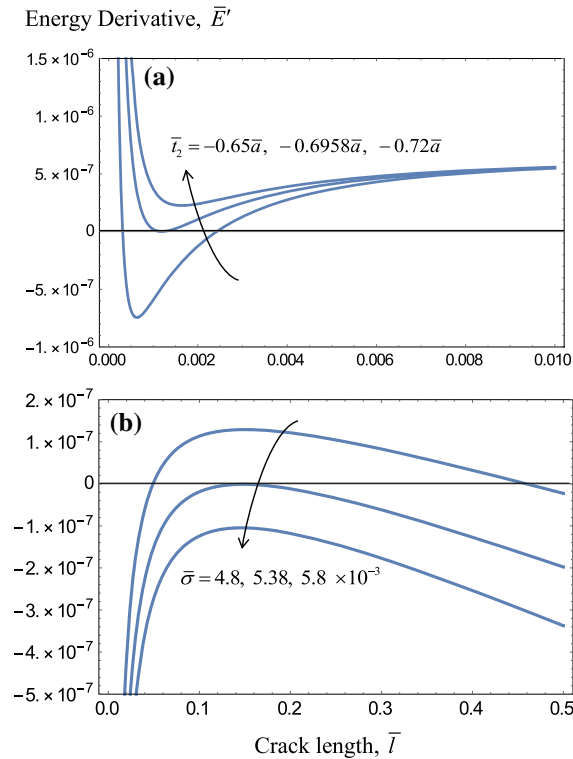 Energy Derivative, E̅′
1.5×10⁻⁶
(a)
1.×10⁻⁶
t̅₂ = −0.65a̅, −0.6958a̅, −0.72a̅
5.×10⁻⁷
0
−5.×10⁻⁷
−1.×10⁻⁶
0.000 0.002 0.004 0.006 0.008 0.010
2.×10⁻⁷
(b)
1.×10⁻⁷
0
−1.×10⁻⁷
−2.×10⁻⁷
σ̅ = 4.8, 5.38, 5.8 ×10⁻³
−3.×10⁻⁷
−4.×10⁻⁷
−5.×10⁻⁷
0.0 0.1 0.2 0.3 0.4 0.5
Crack length, l̅